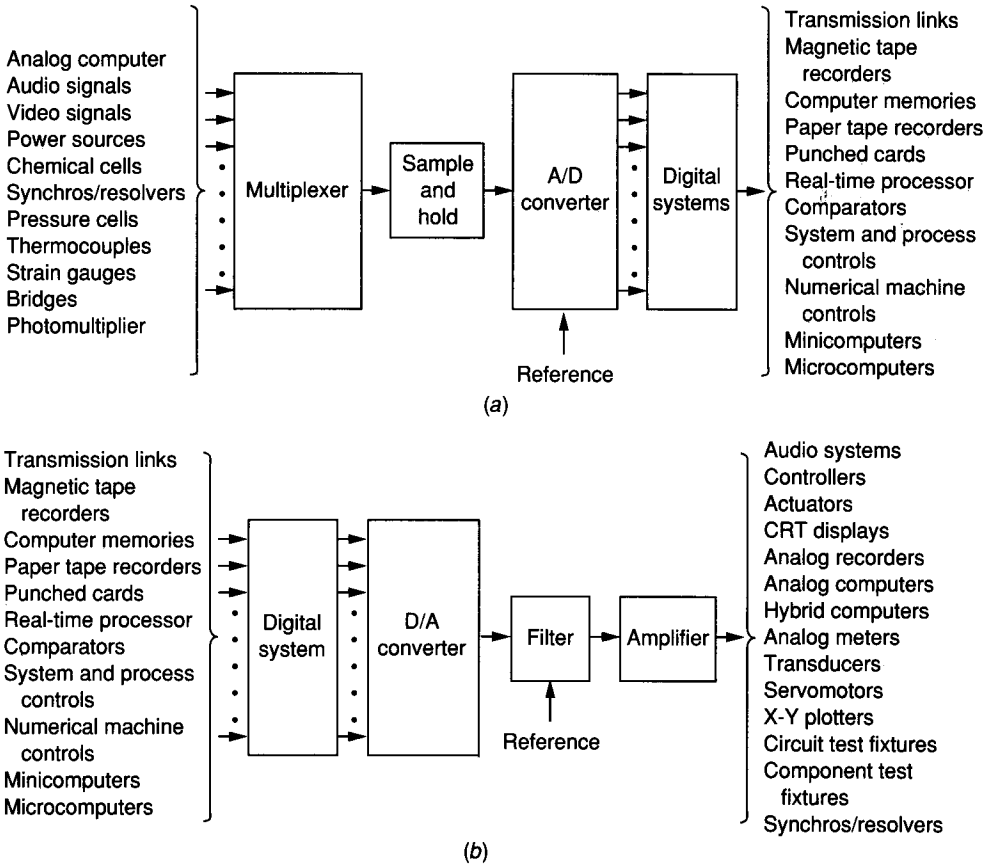 Analog computer
Audio signals
Video signals
Power sources
Chemical cells
Synchros/resolvers
Pressure cells
Thermocouples
Strain gauges
Bridges
Photomultiplier
Multiplexer
Sample
and
hold
A/D
converter
Reference
Digital
systems
Transmission links
Magnetic tape
recorders
Computer memories
Paper tape recorders
Punched cards
Real-time processor
Comparators
System and process
controls
Numerical machine
controls
Minicomputers
Microcomputers
(a)
Transmission links
Magnetic tape
recorders
Computer memories
Paper tape recorders
Punched cards
Real-time processor
Comparators
System and process
controls
Numerical machine
controls
Minicomputers
Microcomputers
Digital
system
D/A
converter
Filter
Reference
Amplifier
Audio systems
Controllers
Actuators
CRT displays
Analog recorders
Analog computers
Hybrid computers
Analog meters
Transducers
Servomotors
X-Y plotters
Circuit test fixtures
Component test
fixtures
Synchros/resolvers
(b)